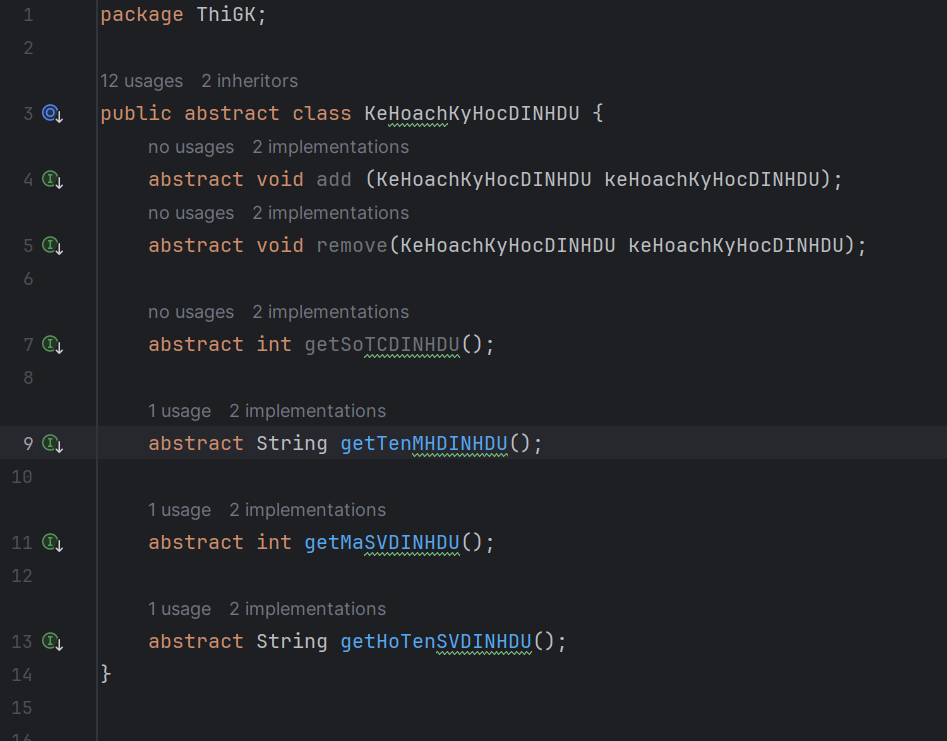 1 package ThiGK;
2
12 usages 2 inheritors
3 public abstract class KeHoachKyHocDINHDU {
no usages 2 implementations
4 abstract void add (KeHoachKyHocDINHDU keHoachKyHocDINHDU);
no usages 2 implementations
5 abstract void remove(KeHoachKyHocDINHDU keHoachKyHocDINHDU);
6
no usages 2 implementations
7 abstract int getSoTCDINHDU();
8
1 usage 2 implementations
9 abstract String getTenMHDINHDU();
10
1 usage 2 implementations
11 abstract int getMaSVDINHDU();
12
1 usage 2 implementations
13 abstract String getHoTenSVDINHDU();
14 }
15
16